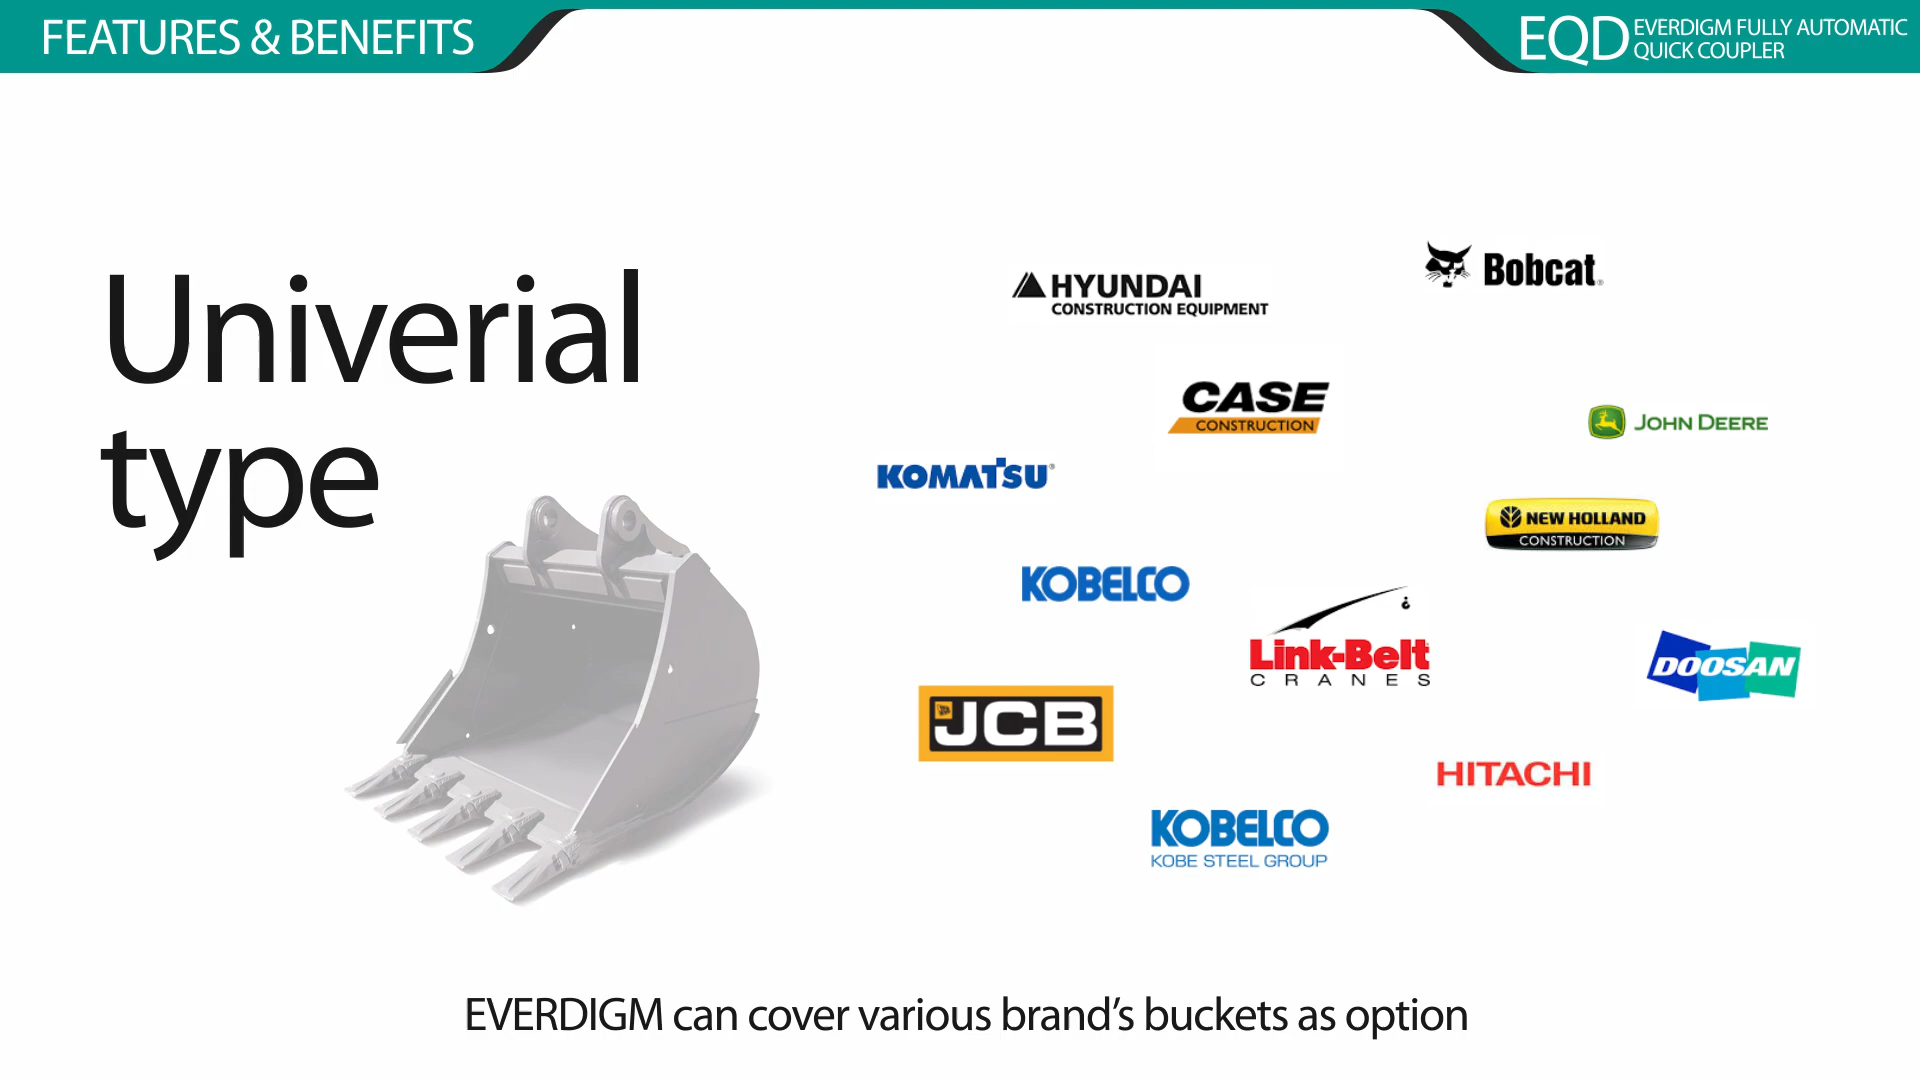 FEATURES & BENEFITS
EQD
EVERDIGM FULLY AUTOMATIC
QUICK COUPLER
Univerial
type
HYUNDAI
CONSTRUCTION EQUIPMENT
Bobcat®
CASE
CONSTRUCTION
JOHN DEERE
KOMATSU®
NEW HOLLAND
CONSTRUCTION
KOBELCO
Link-Belt
CRANES
DOOSAN
JCB
HITACHI
KOBELCO
KOBE STEEL GROUP
EVERDIGM can cover various brand’s buckets as option